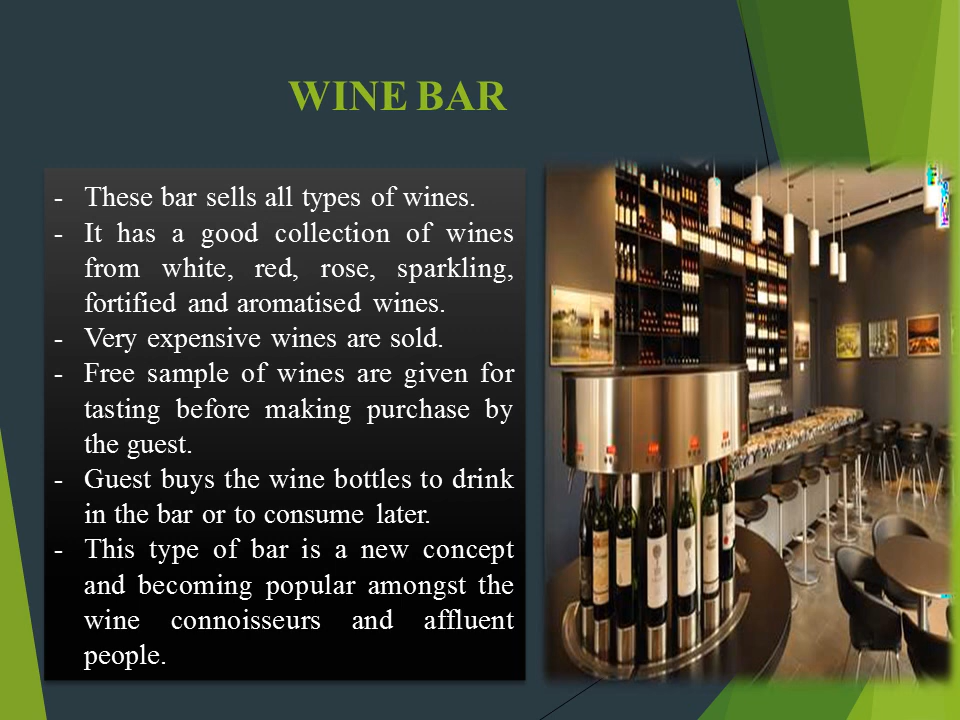 WINE BAR
- These bar sells all types of wines.
- It has a good collection of wines
from white, red, rose, sparkling,
fortified and aromatised wines.
- Very expensive wines are sold.
- Free sample of wines are given for
tasting before making purchase by
the guest.
- Guest buys the wine bottles to drink
in the bar or to consume later.
- This type of bar is a new concept
and becoming popular amongst the
wine connoisseurs and affluent
people.